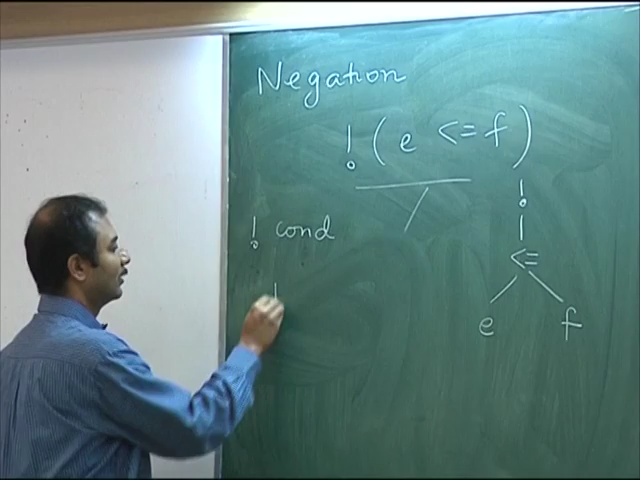 Negation
! ( e <= f )
!
! cond
<=
e f